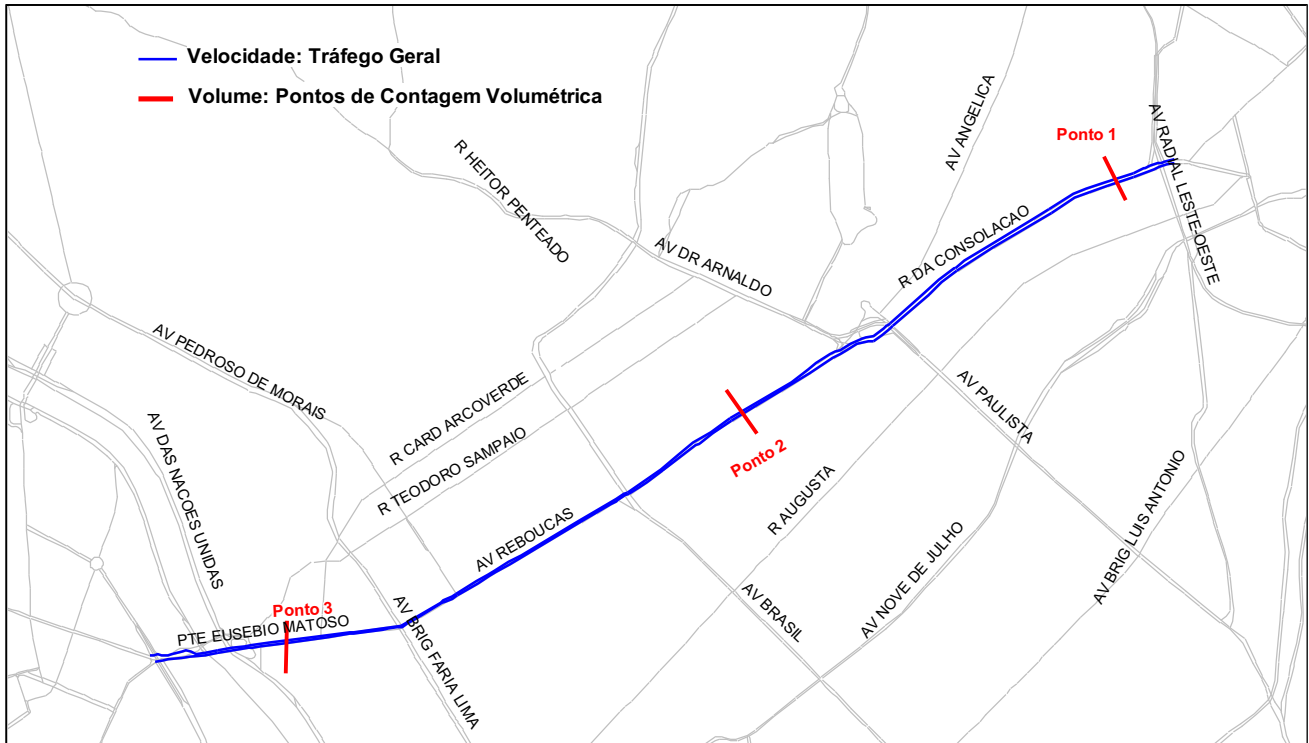 Velocidade: Tráfego Geral
Volume: Pontos de Contagem Volumétrica
Ponto 1
AV RADIAL LESTE-OESTE
AV ANGELICA
R HEITOR PENTEADO
R DA CONSOLACAO
AV DR ARNALDO
AV PEDROSO DE MORAIS
R CARD ARCOVERDE
AV PAULISTA
R TEODORO SAMPAIO
Ponto 2
AV DAS NACOES UNIDAS
R AUGUSTA
AV BRIG LUIS ANTONIO
AV REBOUCAS
AV NOVE DE JULHO
AV BRASIL
Ponto 3
PTE EUSEBIO MATOSO
AV BRIG FARIA LIMA